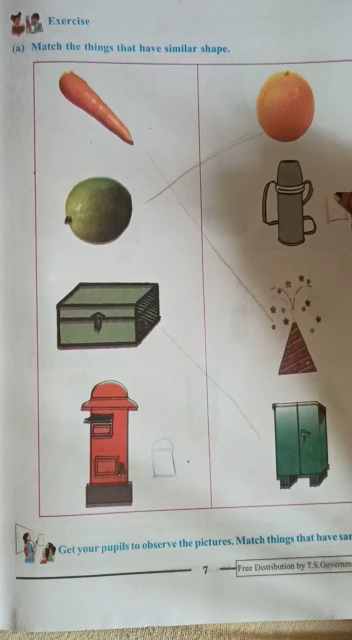 Exercise
(a) Match the things that have similar shape.
Get your pupils to observe the pictures. Match things that have
7
Free Distribution by T.S.Governm